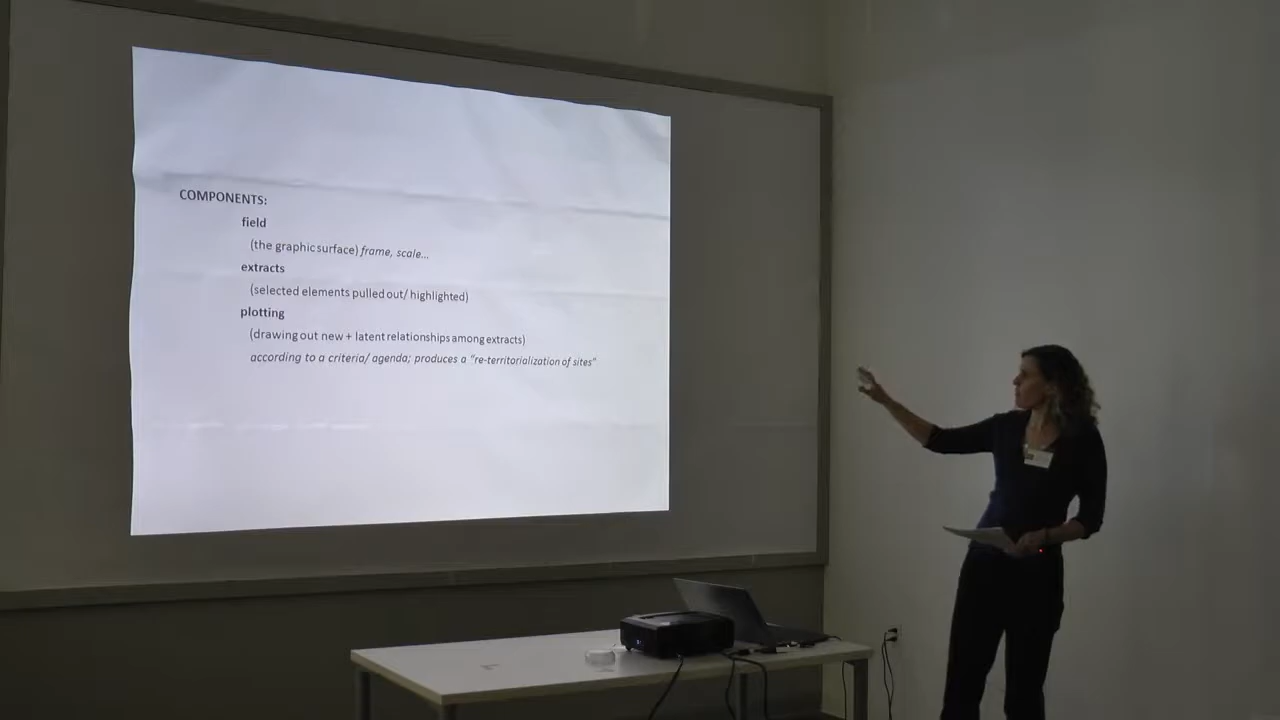 COMPONENTS:
field
(the graphic surface) frame, scale...
extracts
(selected elements pulled out/ highlighted)
plotting
(drawing out new + latent relationships among extracts)
according to a criteria/ agenda; produces a "re-territorialization of sites"